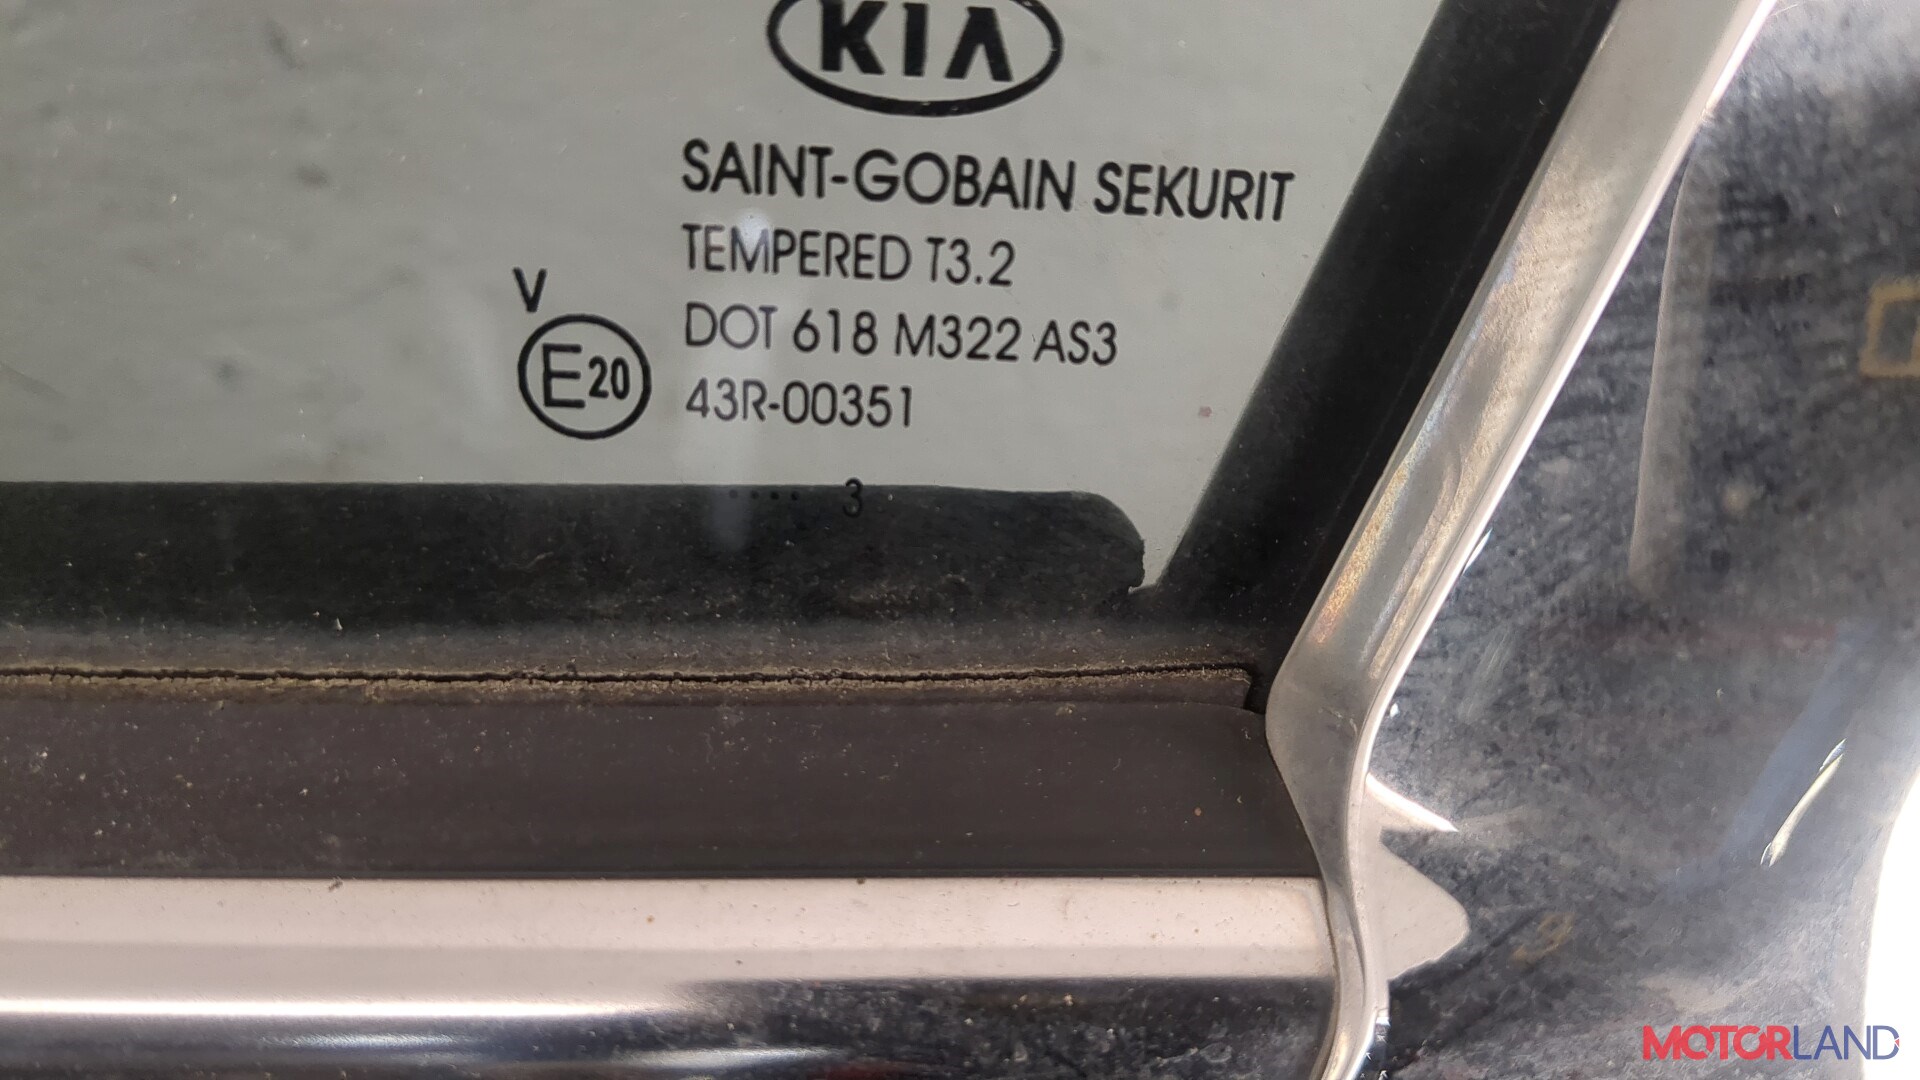 KIA
SAINT-GOBAIN SEKURIT
TEMPERED T3.2
DOT 618 M322 AS3
V
E20
43R-00351
.... 3
MOTORLAND